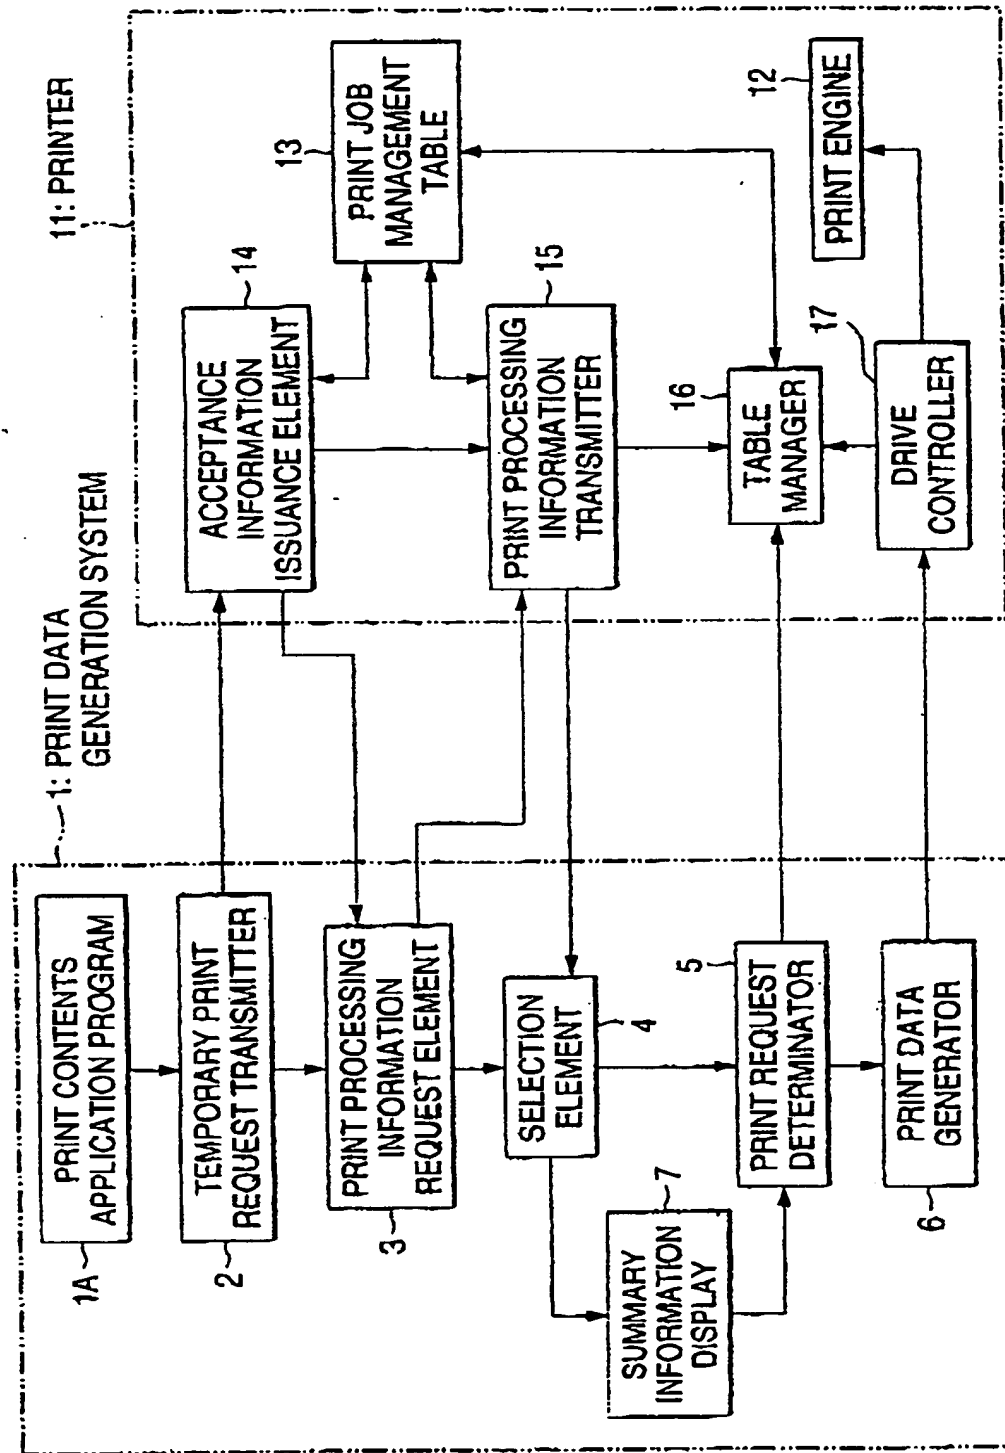 1: PRINT DATA
GENERATION SYSTEM
1A
PRINT CONTENTS
APPLICATION PROGRAM
2
TEMPORARY PRINT
REQUEST TRANSMITTER
3
PRINT PROCESSING
INFORMATION
REQUEST ELEMENT
SELECTION
ELEMENT
4
SUMMARY
INFORMATION
DISPLAY
7
5
PRINT REQUEST
DETERMINATOR
6
PRINT DATA
GENERATOR
11: PRINTER
14
ACCEPTANCE
INFORMATION
ISSUANCE ELEMENT
13
PRINT JOB
MANAGEMENT
TABLE
15
PRINT PROCESSING
INFORMATION
TRANSMITTER
16
TABLE
MANAGER
17
DRIVE
CONTROLLER
12
PRINT ENGINE